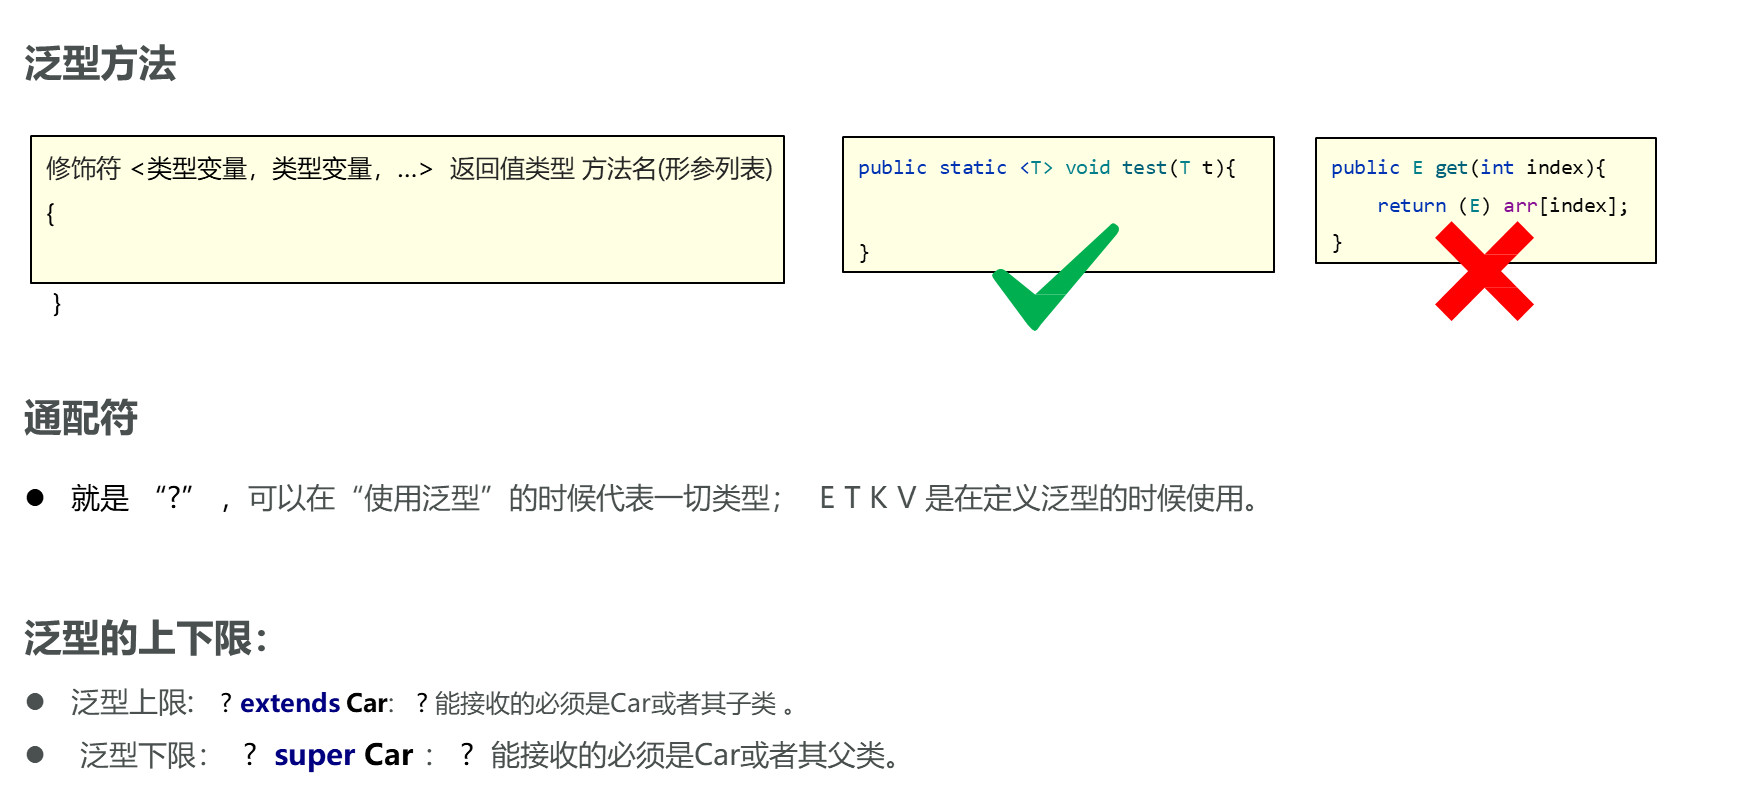 泛型方法
修饰符 <类型变量，类型变量，…> 返回值类型 方法名(形参列表)
{
}
public static <T> void test(T t){
}
public E get(int index){
return (E) arr[index];
}
通配符
● 就是 “?” ，可以在“使用泛型”的时候代表一切类型； E T K V 是在定义泛型的时候使用。
泛型的上下限：
● 泛型上限: ? extends Car: ? 能接收的必须是Car或者其子类 。
● 泛型下限： ? super Car ： ? 能接收的必须是Car或者其父类。